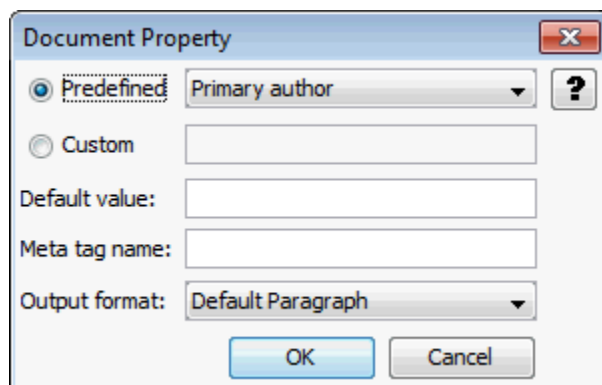 Document Property
Predefined Primary author ?
Custom
Default value:
Meta tag name:
Output format: Default Paragraph
OK Cancel